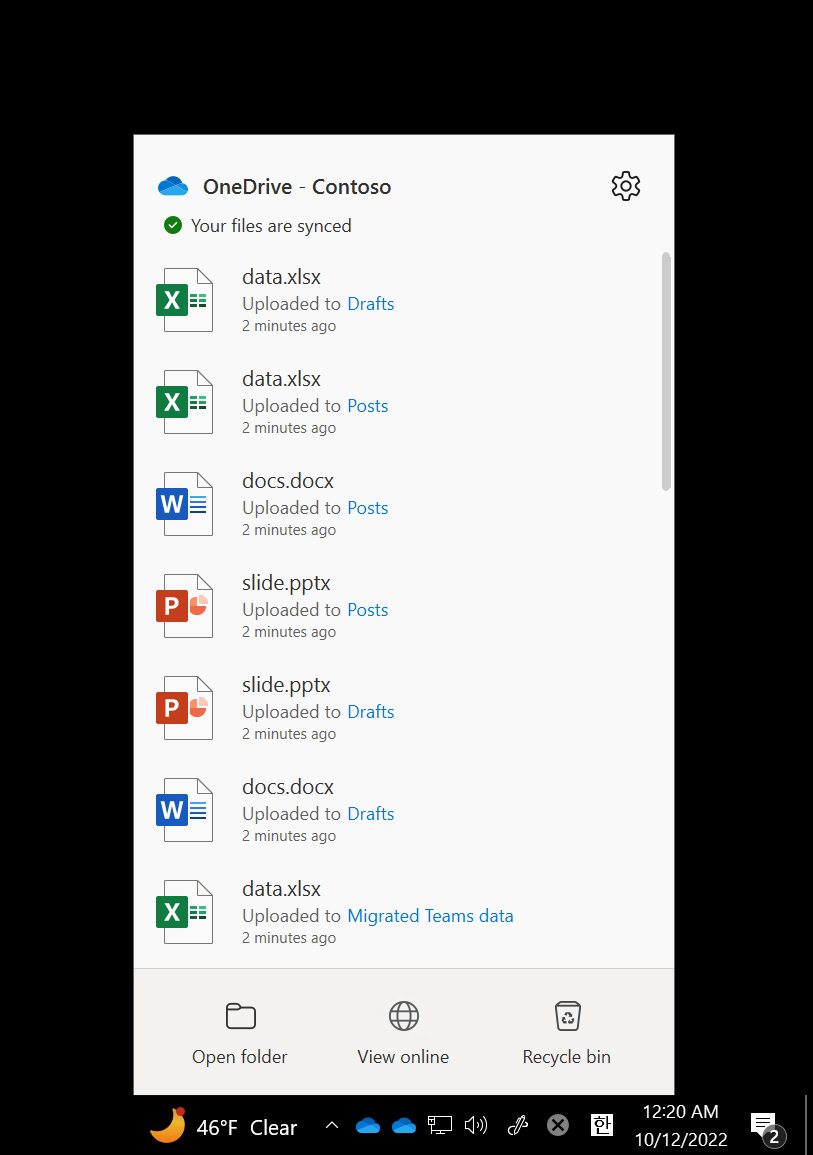 OneDrive - Contoso
Your files are synced
data.xlsx
Uploaded to Drafts
2 minutes ago
data.xlsx
Uploaded to Posts
2 minutes ago
docs.docx
Uploaded to Posts
2 minutes ago
slide.pptx
Uploaded to Posts
2 minutes ago
slide.pptx
Uploaded to Drafts
2 minutes ago
docs.docx
Uploaded to Drafts
2 minutes ago
data.xlsx
Uploaded to Migrated Teams data
2 minutes ago
Open folder View online Recycle bin
46°F Clear 한 12:20 AM
10/12/2022 2